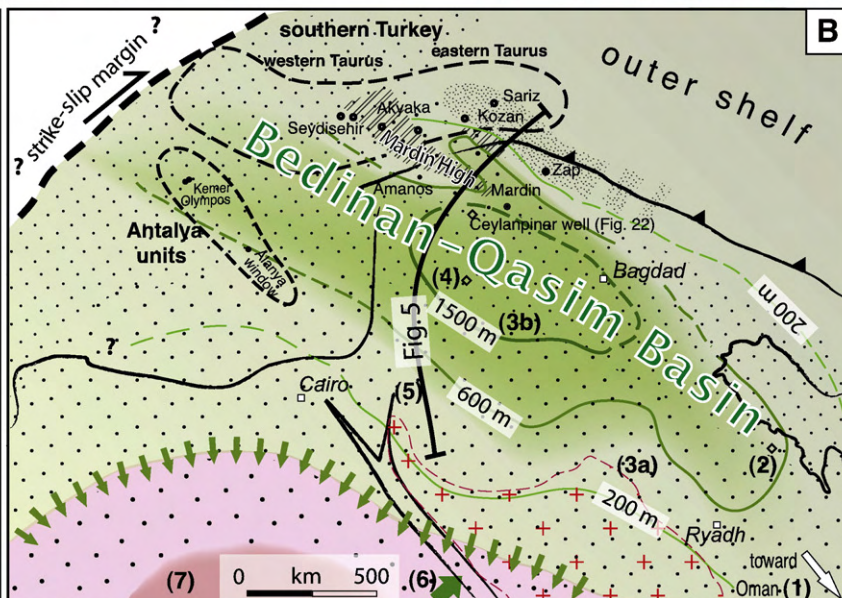 B
?
strike-slip margin
?
?
southern Turkey
western Taurus
eastern Taurus
outer shelf
Sariz
Akyaka
Kozan
Seydisehir
Mardin High
Zap
Kemer
Olympos
Amanos
Mardin
Antalya
units
Alanya
window
Ceylanpinar well (Fig. 22)
Bedinan-Qasim Basin
Bagdad
(4)
200 m
1500 m
(3b)
Fig. 5
?
Cairo
(5)
600 m
(2)
(3a)
200 m
Ryadh
toward
Oman (1)
(7)
0 km 500
(6)